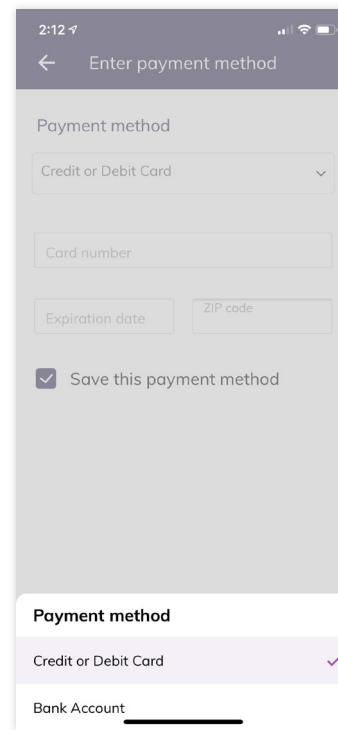 2:12
Enter payment method
Payment method
Credit or Debit Card
Card number
Expiration date
ZIP code
Save this payment method
Payment method
Credit or Debit Card
Bank Account